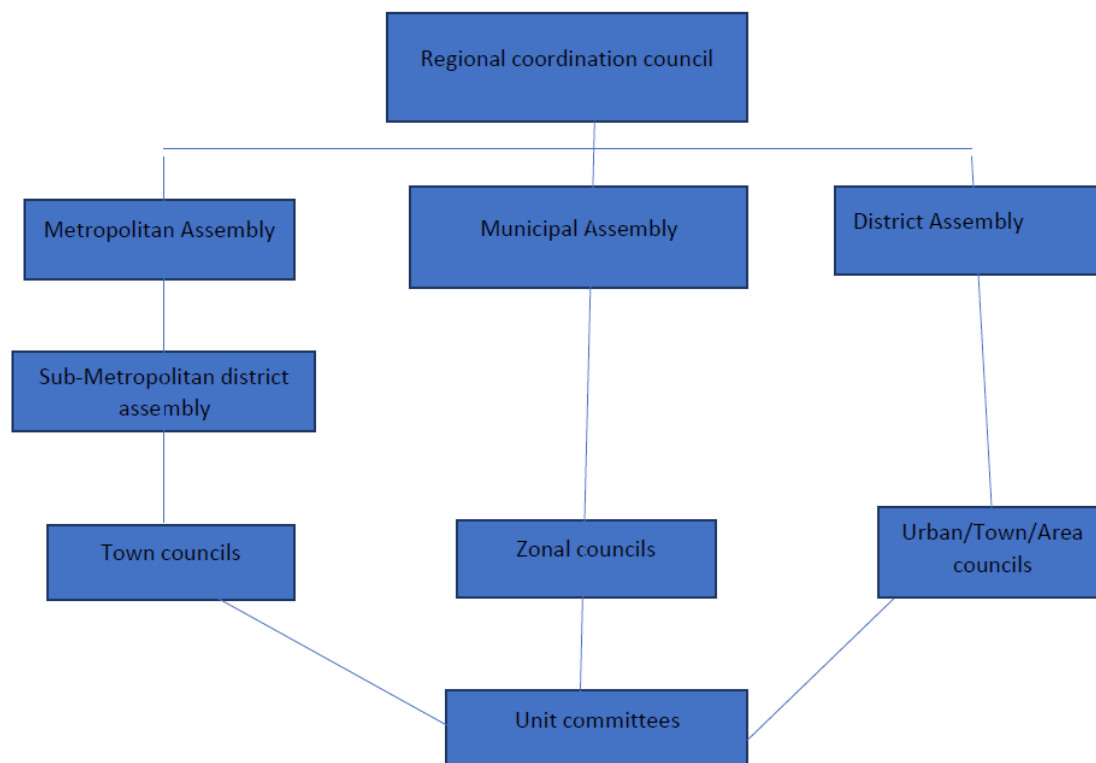 Regional coordination council
Metropolitan Assembly
Municipal Assembly
District Assembly
Sub-Metropolitan district
assembly
Town councils
Zonal councils
Urban/Town/Area
councils
Unit committees